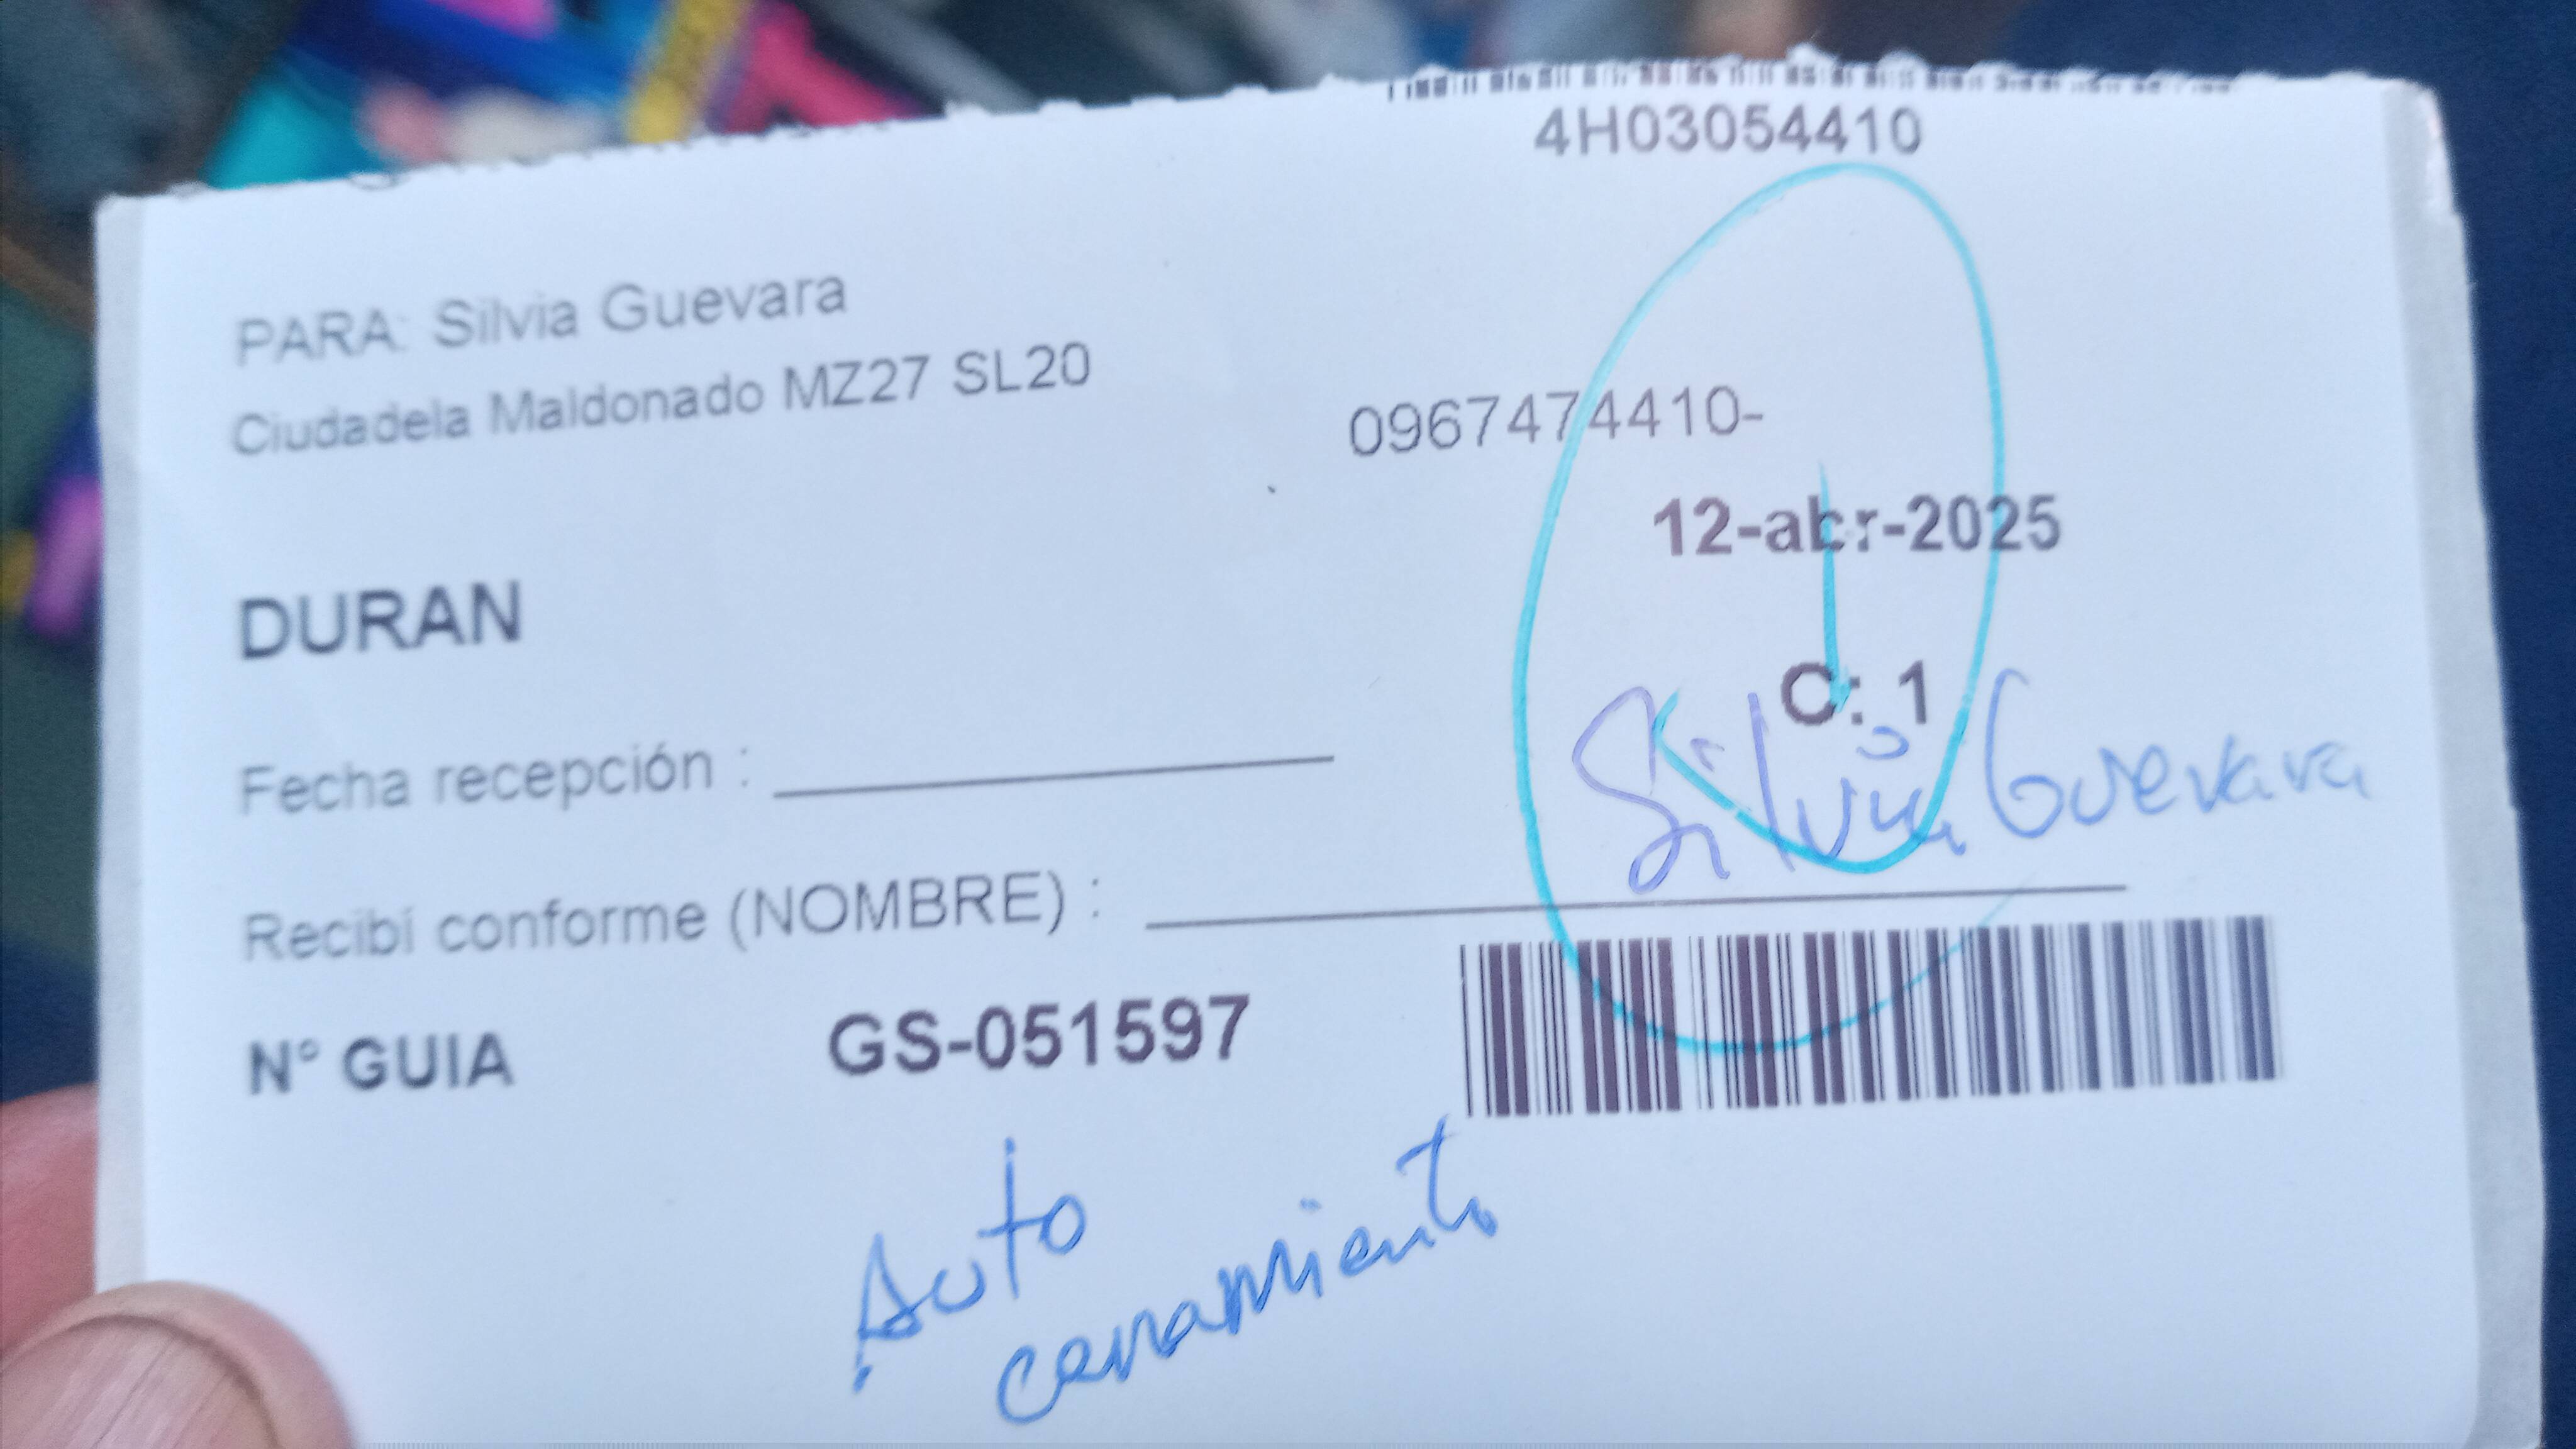 4H03054410
PARA: Silvia Guevara
Ciudadela Maldonado MZ27 SL20
0967474410-
12-abr-2025
DURAN
C: 1
Silvia Guevara
Fecha recepción :
Recibí conforme (NOMBRE) :
N° GUIA GS-051597
Auto
cerramiento